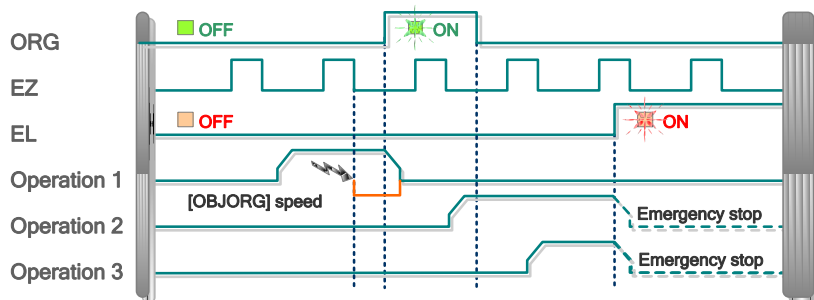 ORG OFF ON
EZ
EL OFF ON
Operation 1
[OBJORG] speed
Operation 2 Emergency stop
Operation 3 Emergency stop